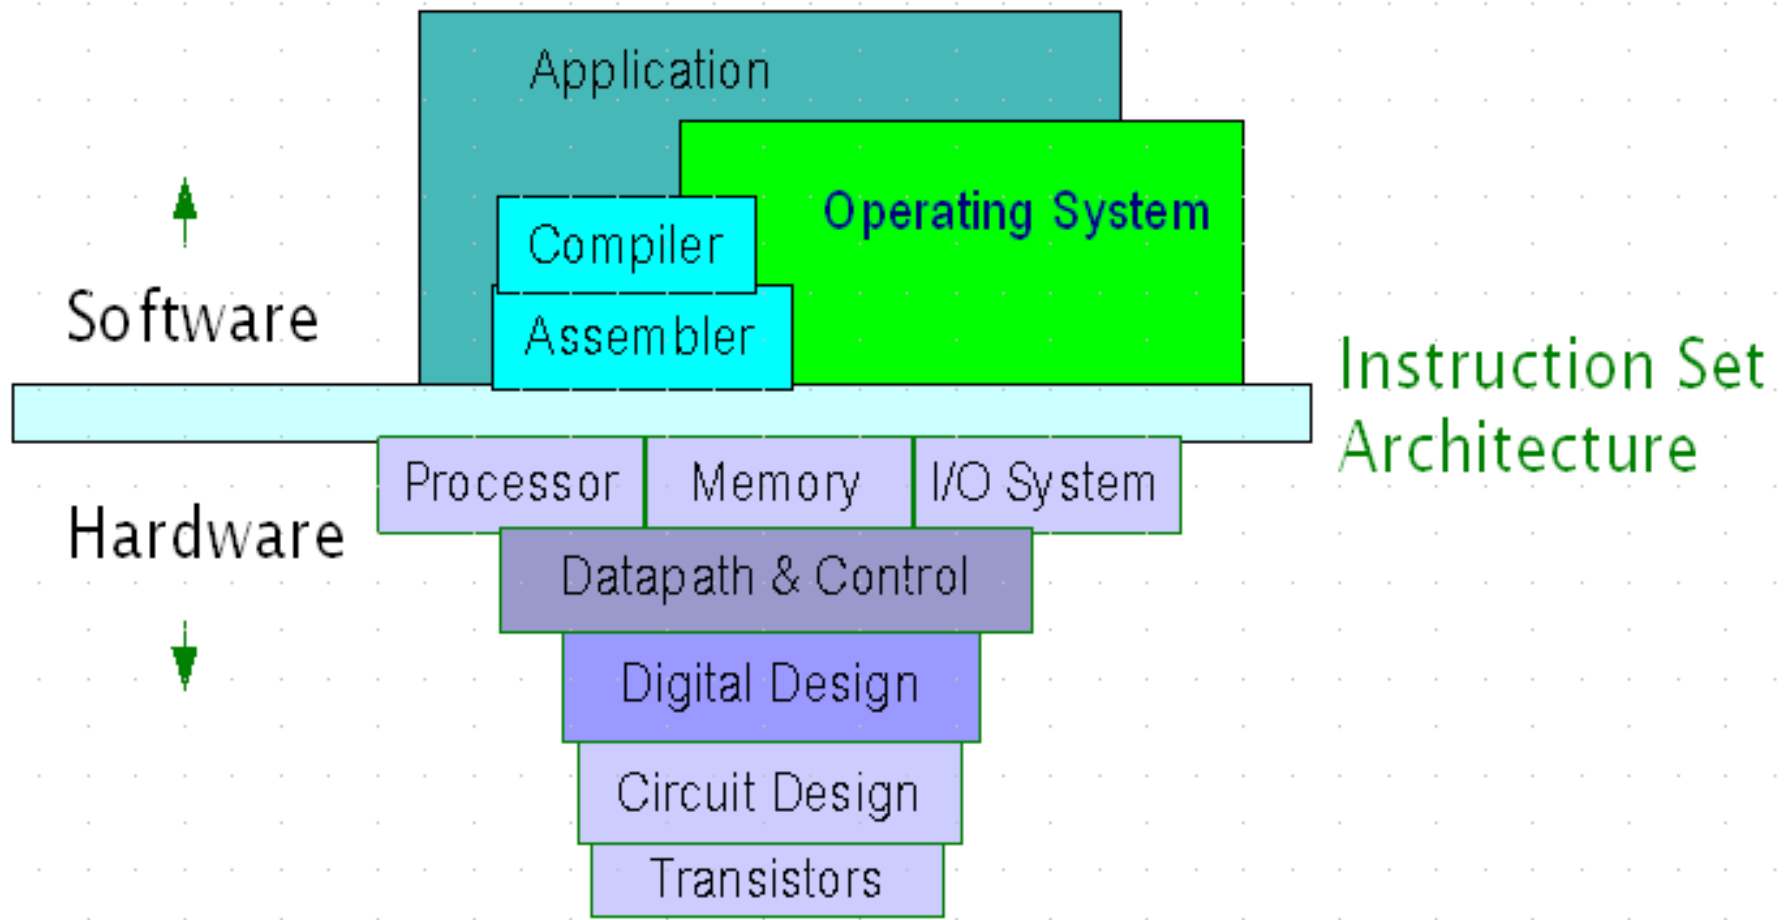 Application
Operating System
Compiler
Software
Assembler
Instruction Set
Architecture
Processor
Memory
I/O System
Hardware
Datapath & Control
Digital Design
Circuit Design
Transistors